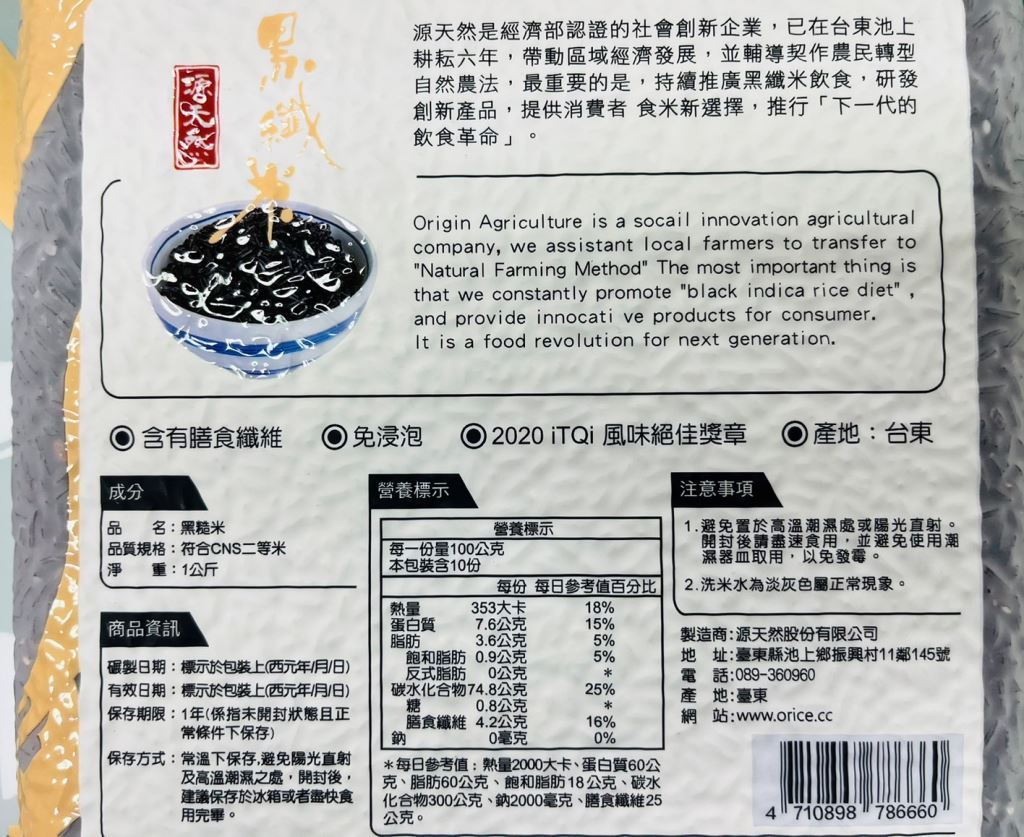 黑纖米
源天然
源天然是經濟部認證的社會創新企業，已在台東池上
耕耘六年，帶動區域經濟發展，並輔導契作農民轉型
自然農法，最重要的是，持續推廣黑纖米飲食，研發
創新產品，提供消費者 食米新選擇，推行「下一代的
飲食革命」。
Origin Agriculture is a socail innovation agricultural
company, we assistant local farmers to transfer to
"Natural Farming Method" The most important thing is
that we constantly promote "black indica rice diet" ,
and provide innocati ve products for consumer.
It is a food revolution for next generation.
◉含有膳食纖維 ◉免浸泡 ◉2020 iTQi 風味絕佳獎章 ◉產地：台東
成分
品 名：黑糙米
品質規格：符合CNS二等米
淨 重：1公斤
商品資訊
碾製日期：標示於包裝上(西元年/月/日)
有效日期：標示於包裝上(西元年/月/日)
保存期限：1年(係指未開封狀態且正
常條件下保存)
保存方式：常溫下保存,避免陽光直射
及高溫潮濕之處，開封後，
建議保存於冰箱或者盡快食
用完畢。
營養標示
營養標示
每一份量100公克
本包裝含10份
每份 每日參考值百分比
熱量 353大卡 18%
蛋白質 7.6公克 15%
脂肪 3.6公克 5%
飽和脂肪 0.9公克 5%
反式脂肪 0公克 *
碳水化合物74.8公克 25%
糖 0.8公克 *
膳食纖維 4.2公克 16%
鈉 0毫克 0%
*每日參考值：熱量2000大卡、蛋白質60公
克、脂肪60公克、飽和脂肪18公克、碳水
化合物300公克、鈉2000毫克、膳食纖維25
公克。
注意事項
1.避免置於高溫潮濕處或陽光直射。
開封後請盡速食用，並避免使用潮
濕器皿取用，以免發霉。
2.洗米水為淡灰色屬正常現象。
製造商:源天然股份有限公司
地 址:臺東縣池上鄉振興村11鄰145號
電 話:089-360960
產 地:臺東
網 站:www.orice.cc
4 710898 786660